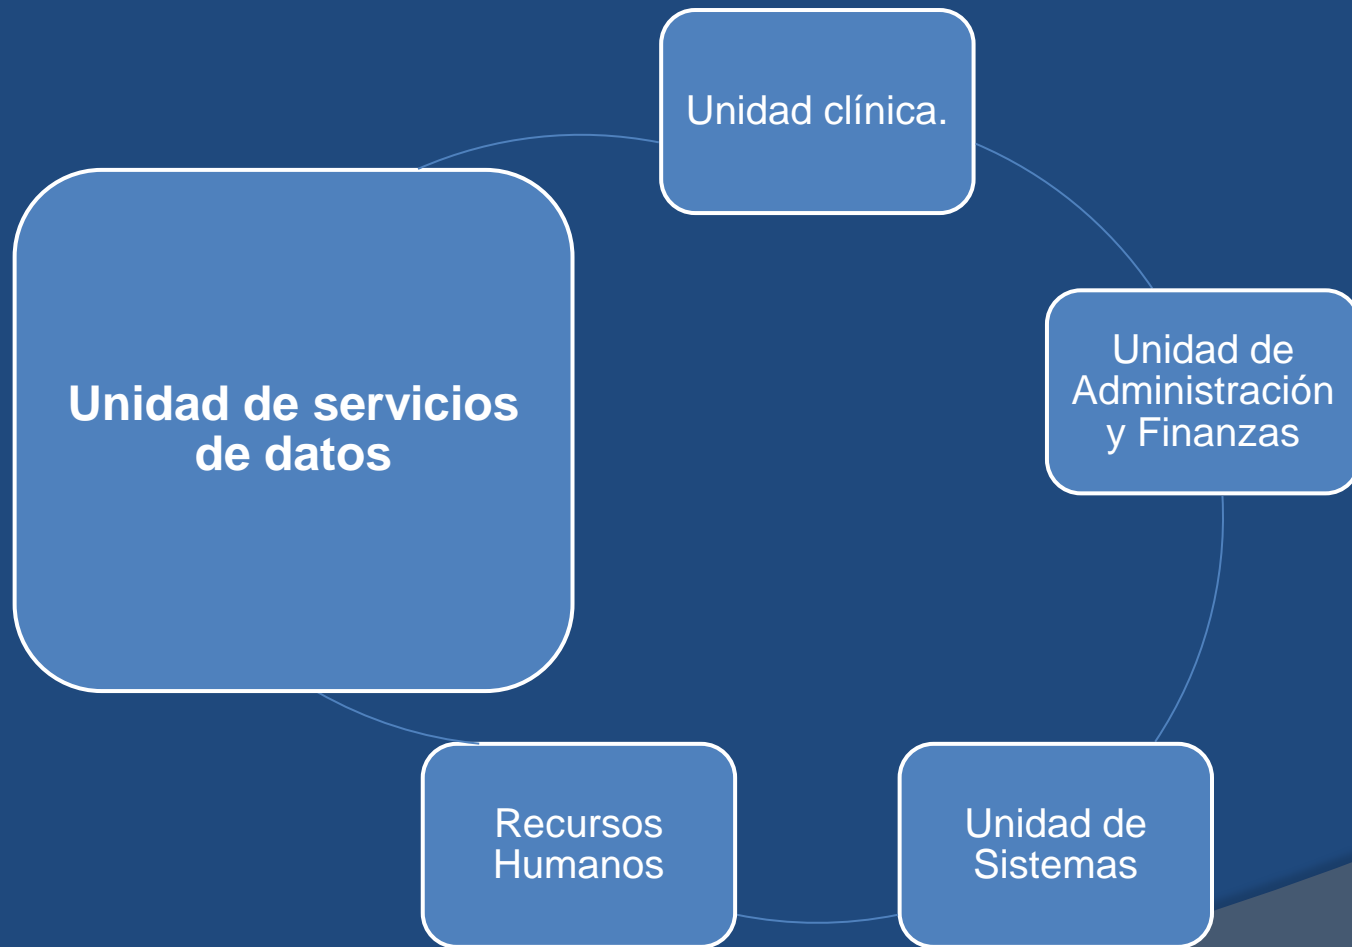 Unidad clínica.
Unidad de servicios
de datos
Unidad de
Administración
y Finanzas
Recursos
Humanos
Unidad de
Sistemas